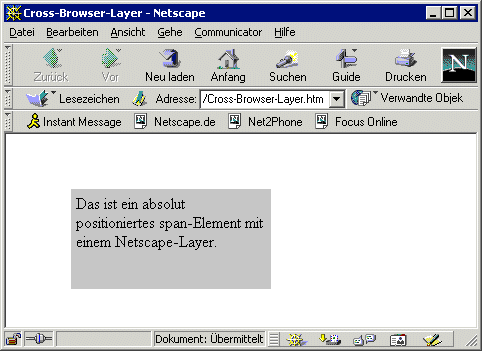 Cross-Browser-Layer - Netscape
Datei Bearbeiten Ansicht Gehe Communicator Hilfe
Zurück Vor Neu laden Anfang Suchen Guide Drucken
N
Lesezeichen Adresse: /Cross-Browser-Layer.htm Verwandte Objek
Instant Message Netscape.de Net2Phone Focus Online
Das ist ein absolut
positioniertes span-Element mit
einem Netscape-Layer.
Dokument: Übermittelt